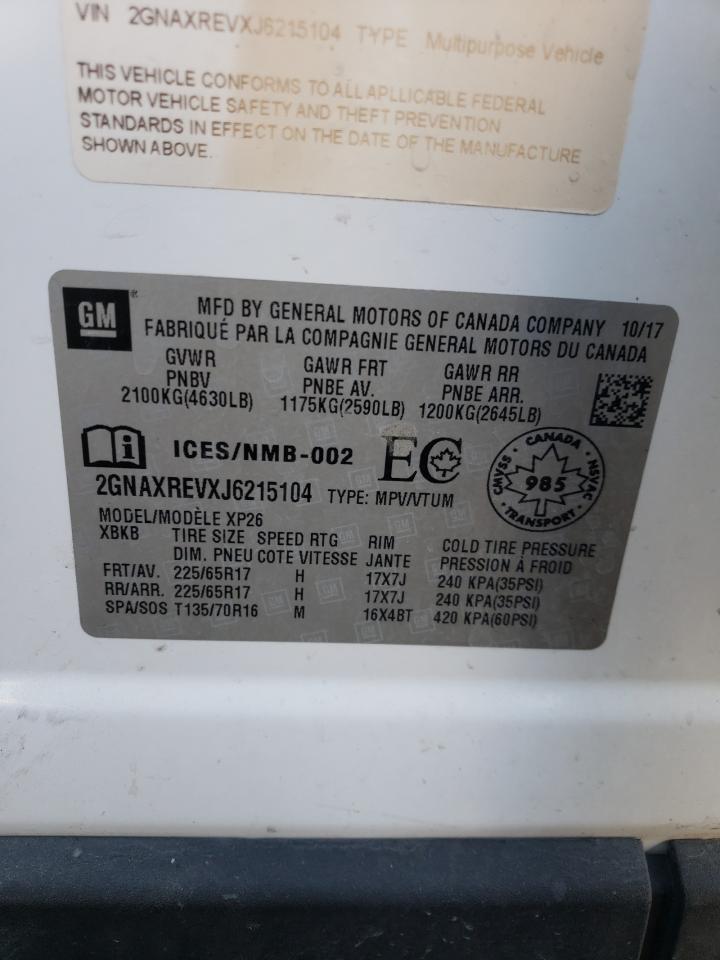 VIN 2GNAXREVXJ6215104 TYPE Multipurpose Vehicle
THIS VEHICLE CONFORMS TO ALL APLLICABLE FEDERAL
MOTOR VEHICLE SAFETY AND THEFT PREVENTION
STANDARDS IN EFFECT ON THE DATE OF THE MANUFACTURE
SHOWN ABOVE.
GM ®
MFD BY GENERAL MOTORS OF CANADA COMPANY 10/17
FABRIQUÉ PAR LA COMPAGNIE GENERAL MOTORS DU CANADA
GVWR GAWR FRT GAWR RR
PNBV PNBE AV. PNBE ARR.
2100KG(4630LB) 1175KG(2590LB) 1200KG(2645LB)
ICES/NMB-002 EC
CANADA
CMVSS 985 NSVAC
TRANSPORT
2GNAXREVXJ6215104 TYPE: MPV/VTUM
MODEL/MODÈLE XP26
XBKB TIRE SIZE SPEED RTG RIM COLD TIRE PRESSURE
DIM. PNEU COTE VITESSE JANTE PRESSION À FROID
FRT/AV. 225/65R17 H 17X7J 240 KPA(35PSI)
RR/ARR. 225/65R17 H 17X7J 240 KPA(35PSI)
SPA/SOS T135/70R16 M 16X4BT 420 KPA(60PSI)